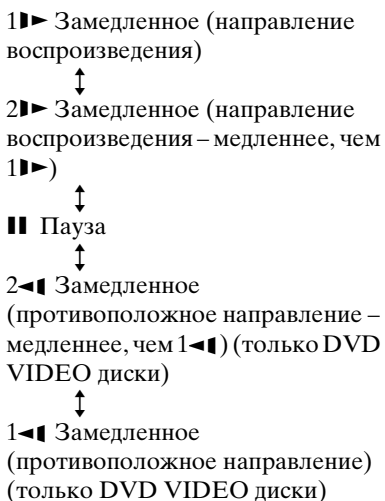 1▮► Замедленное (направление
воспроизведения)
↕
2▮► Замедленное (направление
воспроизведения – медленнее, чем
1▮►)
↕
▮▮ Пауза
↕
2◄▮ Замедленное
(противоположное направление –
медленнее, чем 1◄▮) (только DVD
VIDEO диски)
↕
1◄▮ Замедленное
(противоположное направление)
(только DVD VIDEO диски)